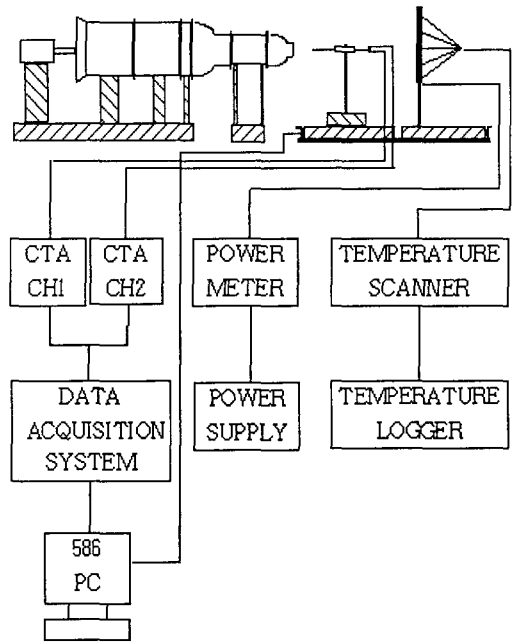 CTA
CH1
CTA
CH2
POWER
METER
TEMPERATURE
SCANNER
DATA
ACQUISITION
SYSTEM
POWER
SUPPLY
TEMPERATURE
LOGGER
586
PC